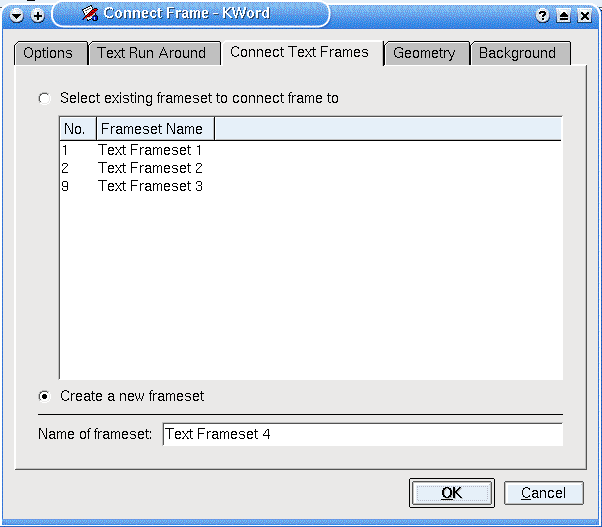 Connect Frame - KWord
Options Text Run Around Connect Text Frames Geometry Background
Select existing frameset to connect frame to
No. Frameset Name
1 Text Frameset 1
2 Text Frameset 2
9 Text Frameset 3
Create a new frameset
Name of frameset: Text Frameset 4
OK Cancel